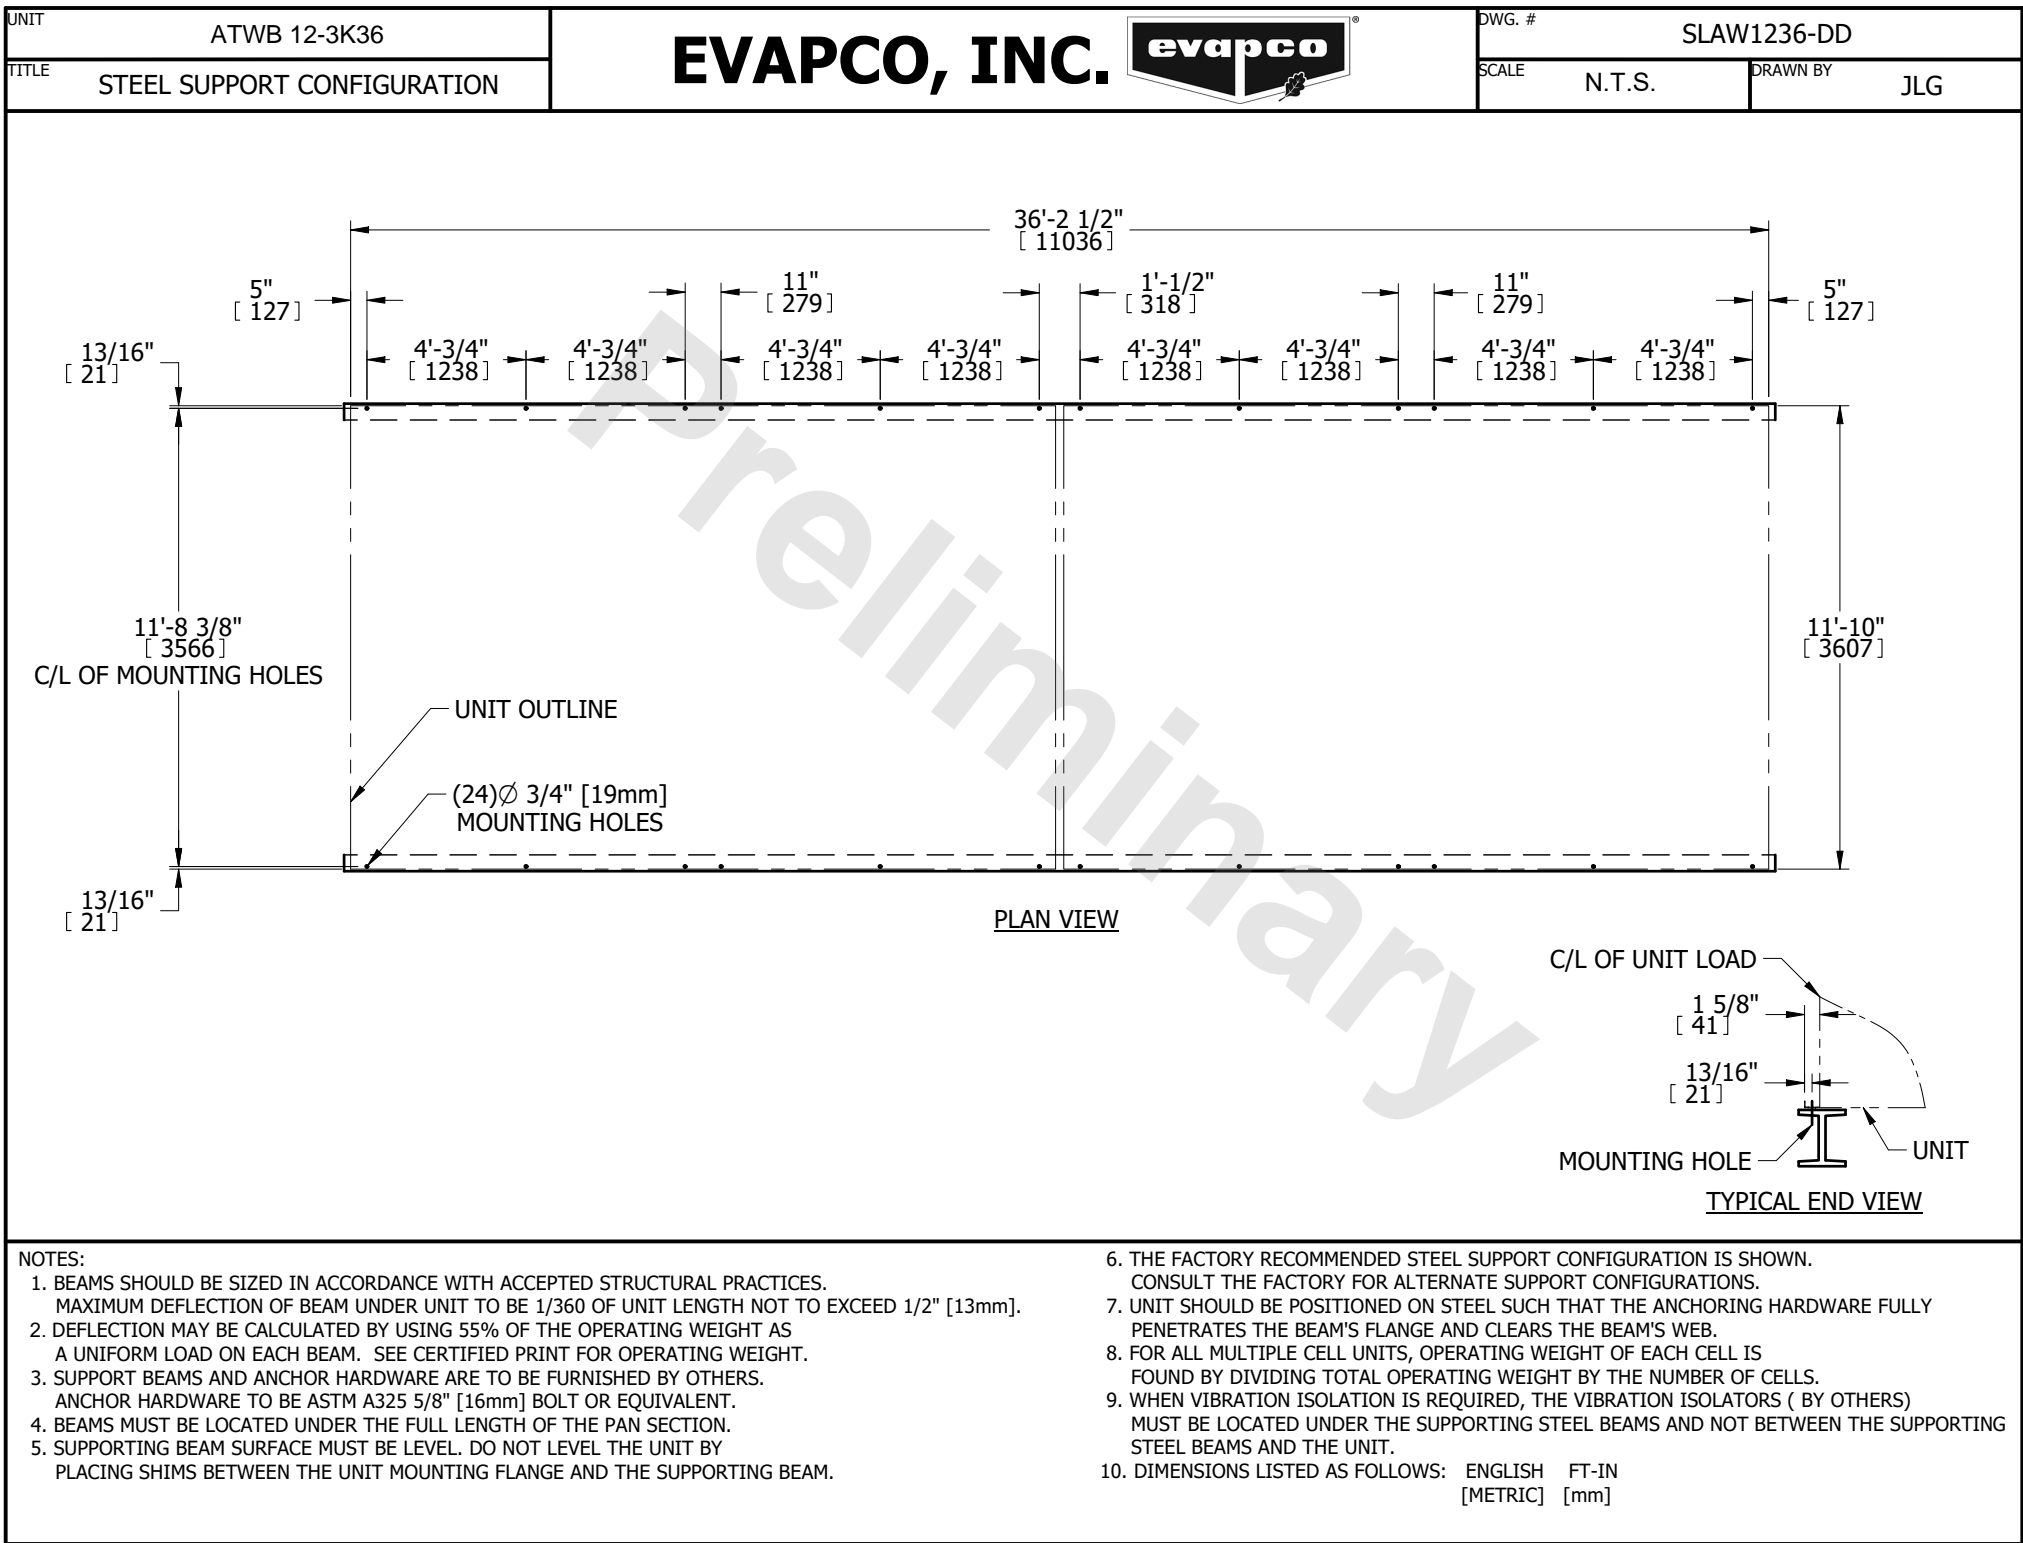 UNIT
ATWB 12-3K36
TITLE
STEEL SUPPORT CONFIGURATION
EVAPCO, INC.
evapco
®
DWG. #
SLAW1236-DD
SCALE
N.T.S.
DRAWN BY
JLG
36'-2 1/2"
[ 11036 ]
5"
[ 127 ]
11"
[ 279 ]
1'-1/2"
[ 318 ]
11"
[ 279 ]
5"
[ 127 ]
13/16"
[ 21 ]
4'-3/4"
[ 1238 ]
4'-3/4"
[ 1238 ]
4'-3/4"
[ 1238 ]
4'-3/4"
[ 1238 ]
4'-3/4"
[ 1238 ]
4'-3/4"
[ 1238 ]
4'-3/4"
[ 1238 ]
4'-3/4"
[ 1238 ]
11'-8 3/8"
[ 3566 ]
C/L OF MOUNTING HOLES
11'-10"
[ 3607 ]
UNIT OUTLINE
(24)∅ 3/4" [19mm]
MOUNTING HOLES
13/16"
[ 21 ]
PLAN VIEW
Preliminary
C/L OF UNIT LOAD
1 5/8"
[ 41 ]
13/16"
[ 21 ]
MOUNTING HOLE
UNIT
TYPICAL END VIEW
NOTES:
1. BEAMS SHOULD BE SIZED IN ACCORDANCE WITH ACCEPTED STRUCTURAL PRACTICES.
MAXIMUM DEFLECTION OF BEAM UNDER UNIT TO BE 1/360 OF UNIT LENGTH NOT TO EXCEED 1/2" [13mm].
2. DEFLECTION MAY BE CALCULATED BY USING 55% OF THE OPERATING WEIGHT AS
A UNIFORM LOAD ON EACH BEAM. SEE CERTIFIED PRINT FOR OPERATING WEIGHT.
3. SUPPORT BEAMS AND ANCHOR HARDWARE ARE TO BE FURNISHED BY OTHERS.
ANCHOR HARDWARE TO BE ASTM A325 5/8" [16mm] BOLT OR EQUIVALENT.
4. BEAMS MUST BE LOCATED UNDER THE FULL LENGTH OF THE PAN SECTION.
5. SUPPORTING BEAM SURFACE MUST BE LEVEL. DO NOT LEVEL THE UNIT BY
PLACING SHIMS BETWEEN THE UNIT MOUNTING FLANGE AND THE SUPPORTING BEAM.
6. THE FACTORY RECOMMENDED STEEL SUPPORT CONFIGURATION IS SHOWN.
CONSULT THE FACTORY FOR ALTERNATE SUPPORT CONFIGURATIONS.
7. UNIT SHOULD BE POSITIONED ON STEEL SUCH THAT THE ANCHORING HARDWARE FULLY
PENETRATES THE BEAM'S FLANGE AND CLEARS THE BEAM'S WEB.
8. FOR ALL MULTIPLE CELL UNITS, OPERATING WEIGHT OF EACH CELL IS
FOUND BY DIVIDING TOTAL OPERATING WEIGHT BY THE NUMBER OF CELLS.
9. WHEN VIBRATION ISOLATION IS REQUIRED, THE VIBRATION ISOLATORS ( BY OTHERS)
MUST BE LOCATED UNDER THE SUPPORTING STEEL BEAMS AND NOT BETWEEN THE SUPPORTING
STEEL BEAMS AND THE UNIT.
10. DIMENSIONS LISTED AS FOLLOWS: ENGLISH FT-IN
[METRIC] [mm]